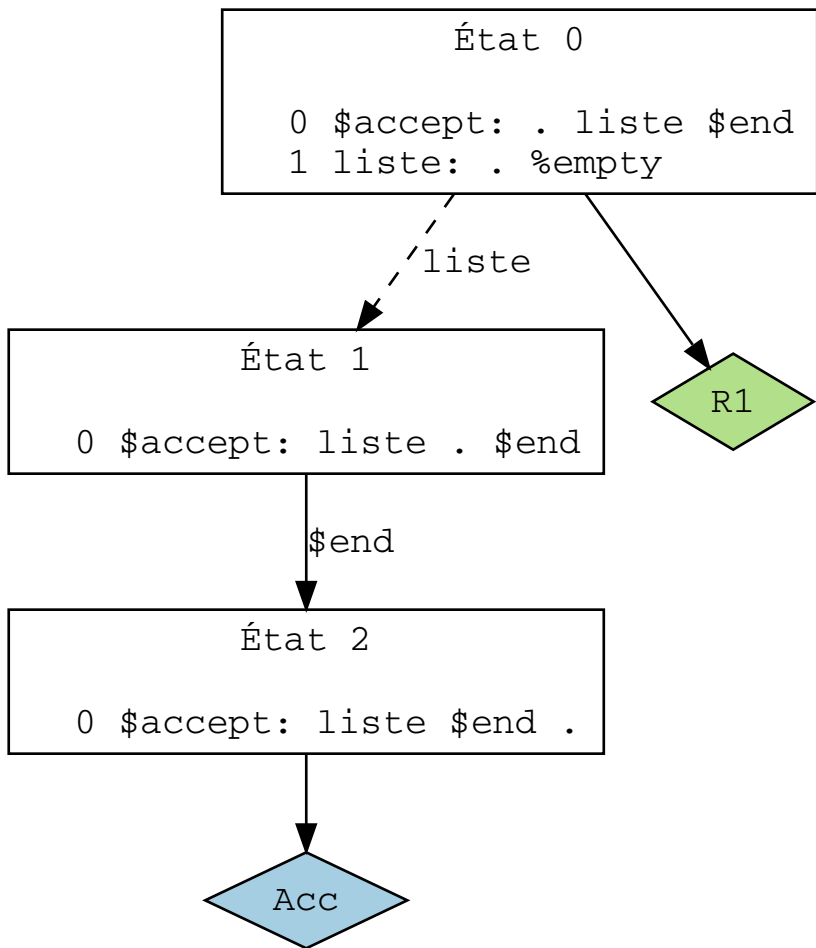 État 0
0 $accept: . liste $end
1 liste: . %empty
liste
État 1
0 $accept: liste . $end
R1
$end
État 2
0 $accept: liste $end .
Acc